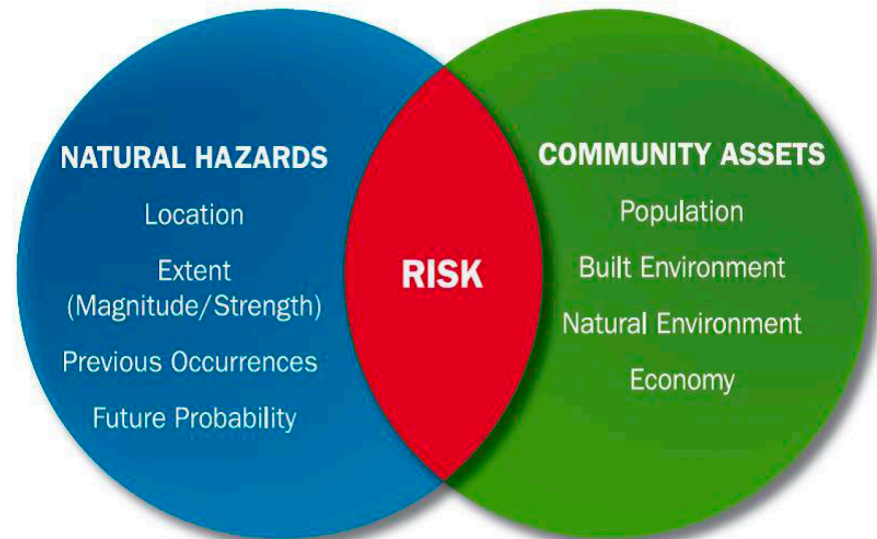 NATURAL HAZARDS
Location
Extent
(Magnitude/Strength)
Previous Occurrences
Future Probability
RISK
COMMUNITY ASSETS
Population
Built Environment
Natural Environment
Economy